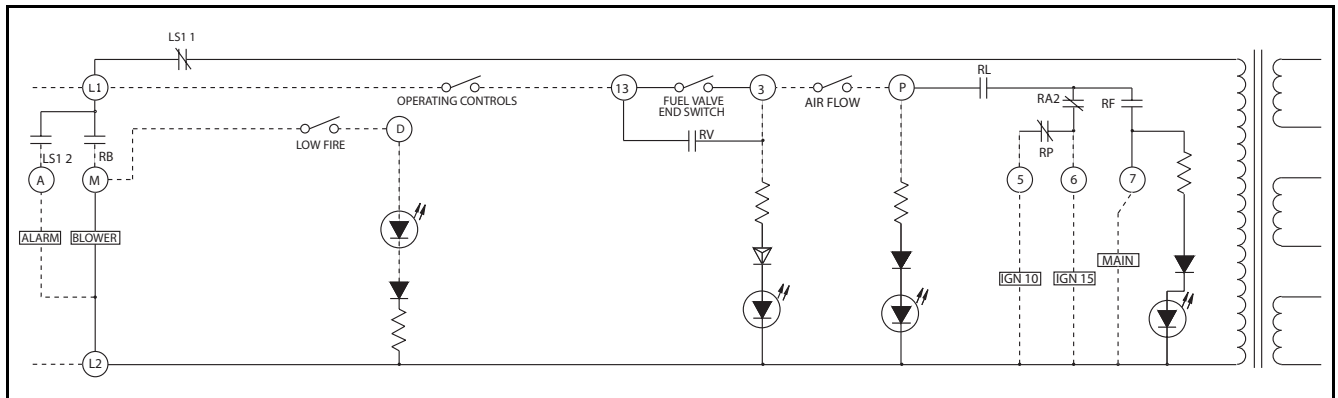 LS1 1
L1
OPERATING CONTROLS
13
FUEL VALVE
END SWITCH
3
AIR FLOW
P
RL
RA2
RF
LS1 2
RB
LOW FIRE
D
RV
RP
A
M
5
6
7
ALARM
BLOWER
MAIN
IGN 10
IGN 15
L2